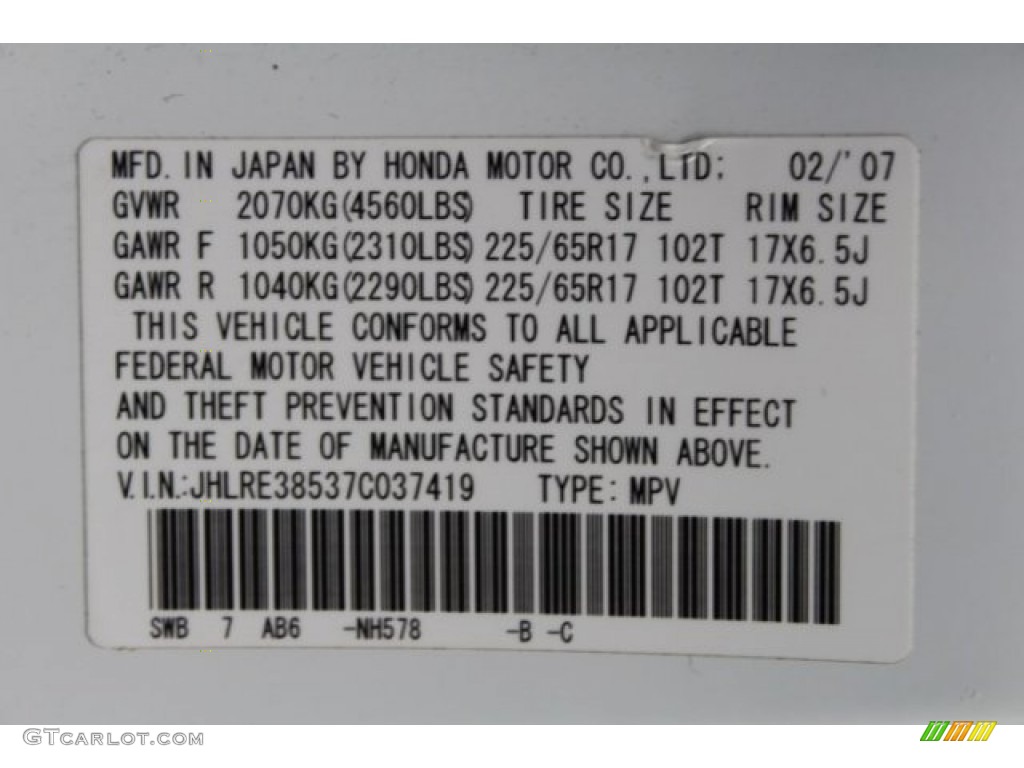 MFD. IN JAPAN BY HONDA MOTOR CO., LTD: 02/'07
GVWR 2070KG(4560LBS) TIRE SIZE RIM SIZE
GAWR F 1050KG(2310LBS) 225/65R17 102T 17X6.5J
GAWR R 1040KG(2290LBS) 225/65R17 102T 17X6.5J
THIS VEHICLE CONFORMS TO ALL APPLICABLE
FEDERAL MOTOR VEHICLE SAFETY
AND THEFT PREVENTION STANDARDS IN EFFECT
ON THE DATE OF MANUFACTURE SHOWN ABOVE.
V.I.N.:JHLRE38537C037419 TYPE: MPV
SWB 7 AB6 -NH578 -B -C
GTCARLOT.COM